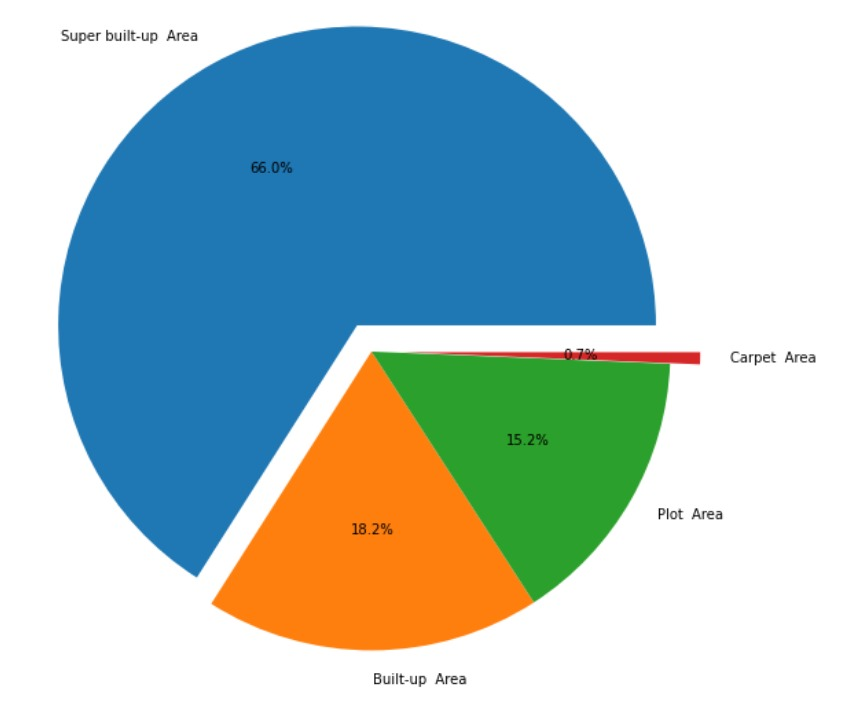 Super built-up  Area
66.0%
0.7%
Carpet  Area
15.2%
Plot  Area
18.2%
Built-up  Area